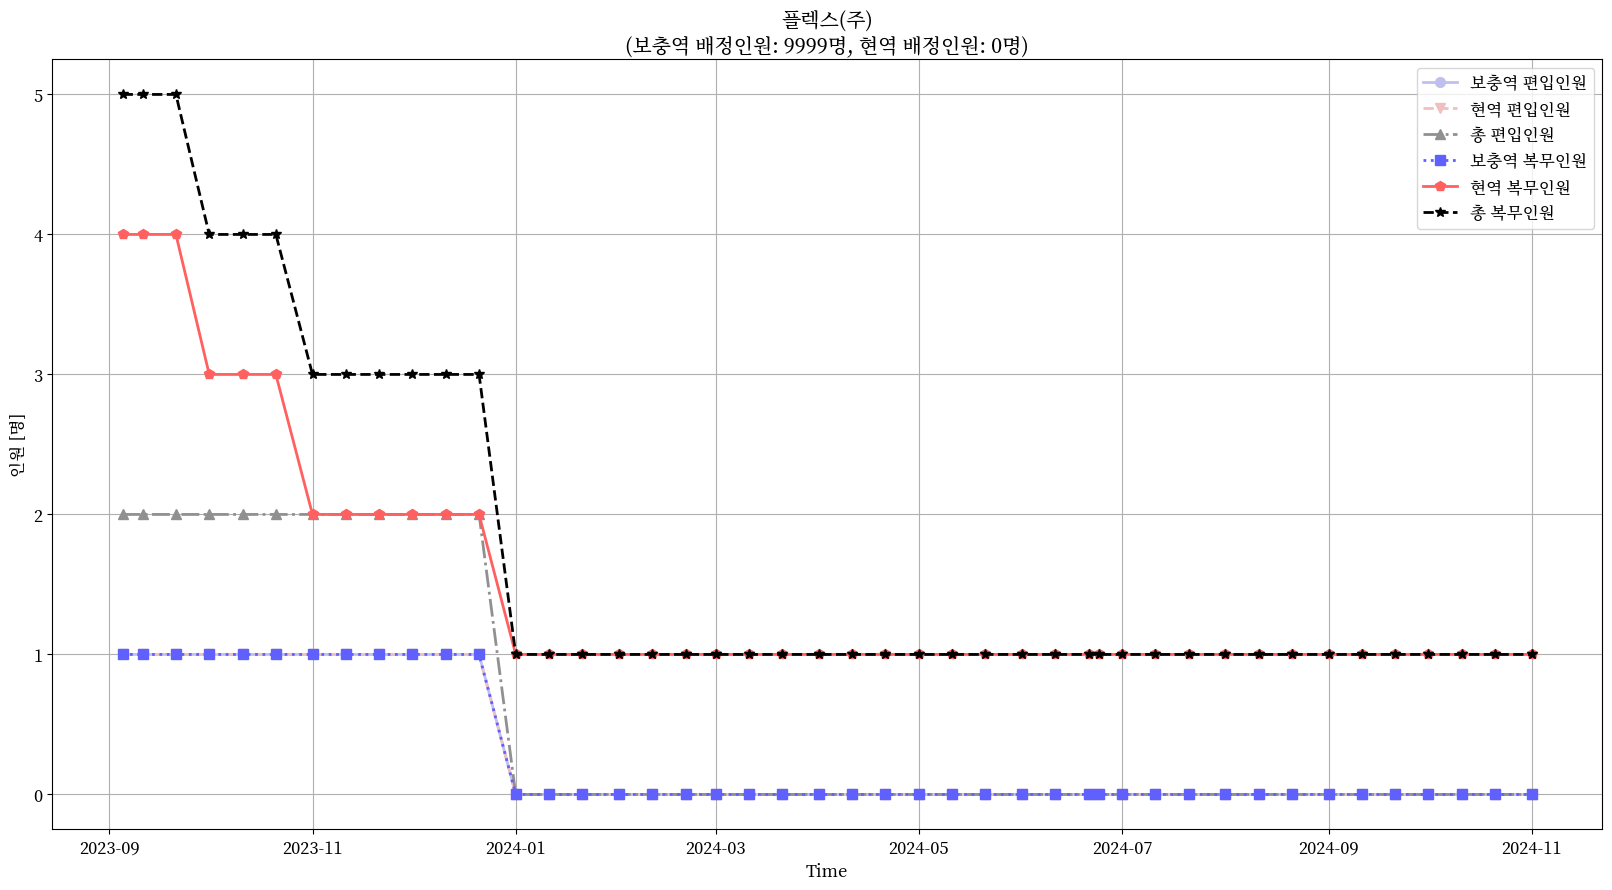 플렉스(주)
(보충역 배정인원: 9999명, 현역 배정인원: 0명)
보충역 편입인원
현역 편입인원
총 편입인원
보충역 복무인원
현역 복무인원
총 복무인원
인원 [명]
5
4
3
2
1
0
2023-09
2023-11
2024-01
2024-03
2024-05
2024-07
2024-09
2024-11
Time